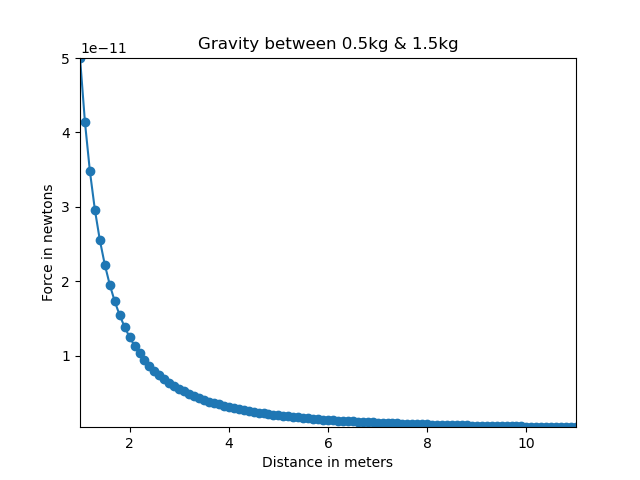 Gravity between 0.5kg & 1.5kg
1e−11
5
4
3
2
1
Force in newtons
2 4 6 8 10
Distance in meters